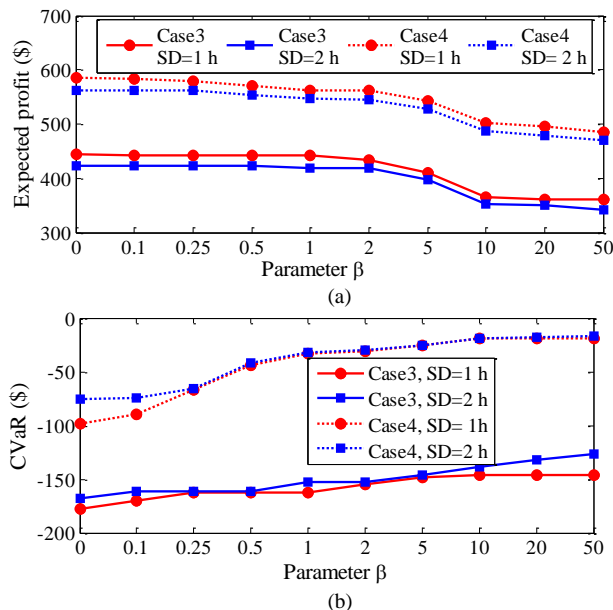 700
600
500
400
300
Expected profit ($)
Case3 Case3 Case4 Case4
SD=1 h SD=2 h SD=1 h SD= 2 h
0 0.1 0.25 0.5 1 2 5 10 20 50
Parameter β
(a)
0
-50
-100
-150
-200
CVaR ($)
Case3, SD=1 h
Case3, SD=2 h
Case4, SD= 1h
Case4, SD=2 h
0 0.1 0.25 0.5 1 2 5 10 20 50
Parameter β
(b)